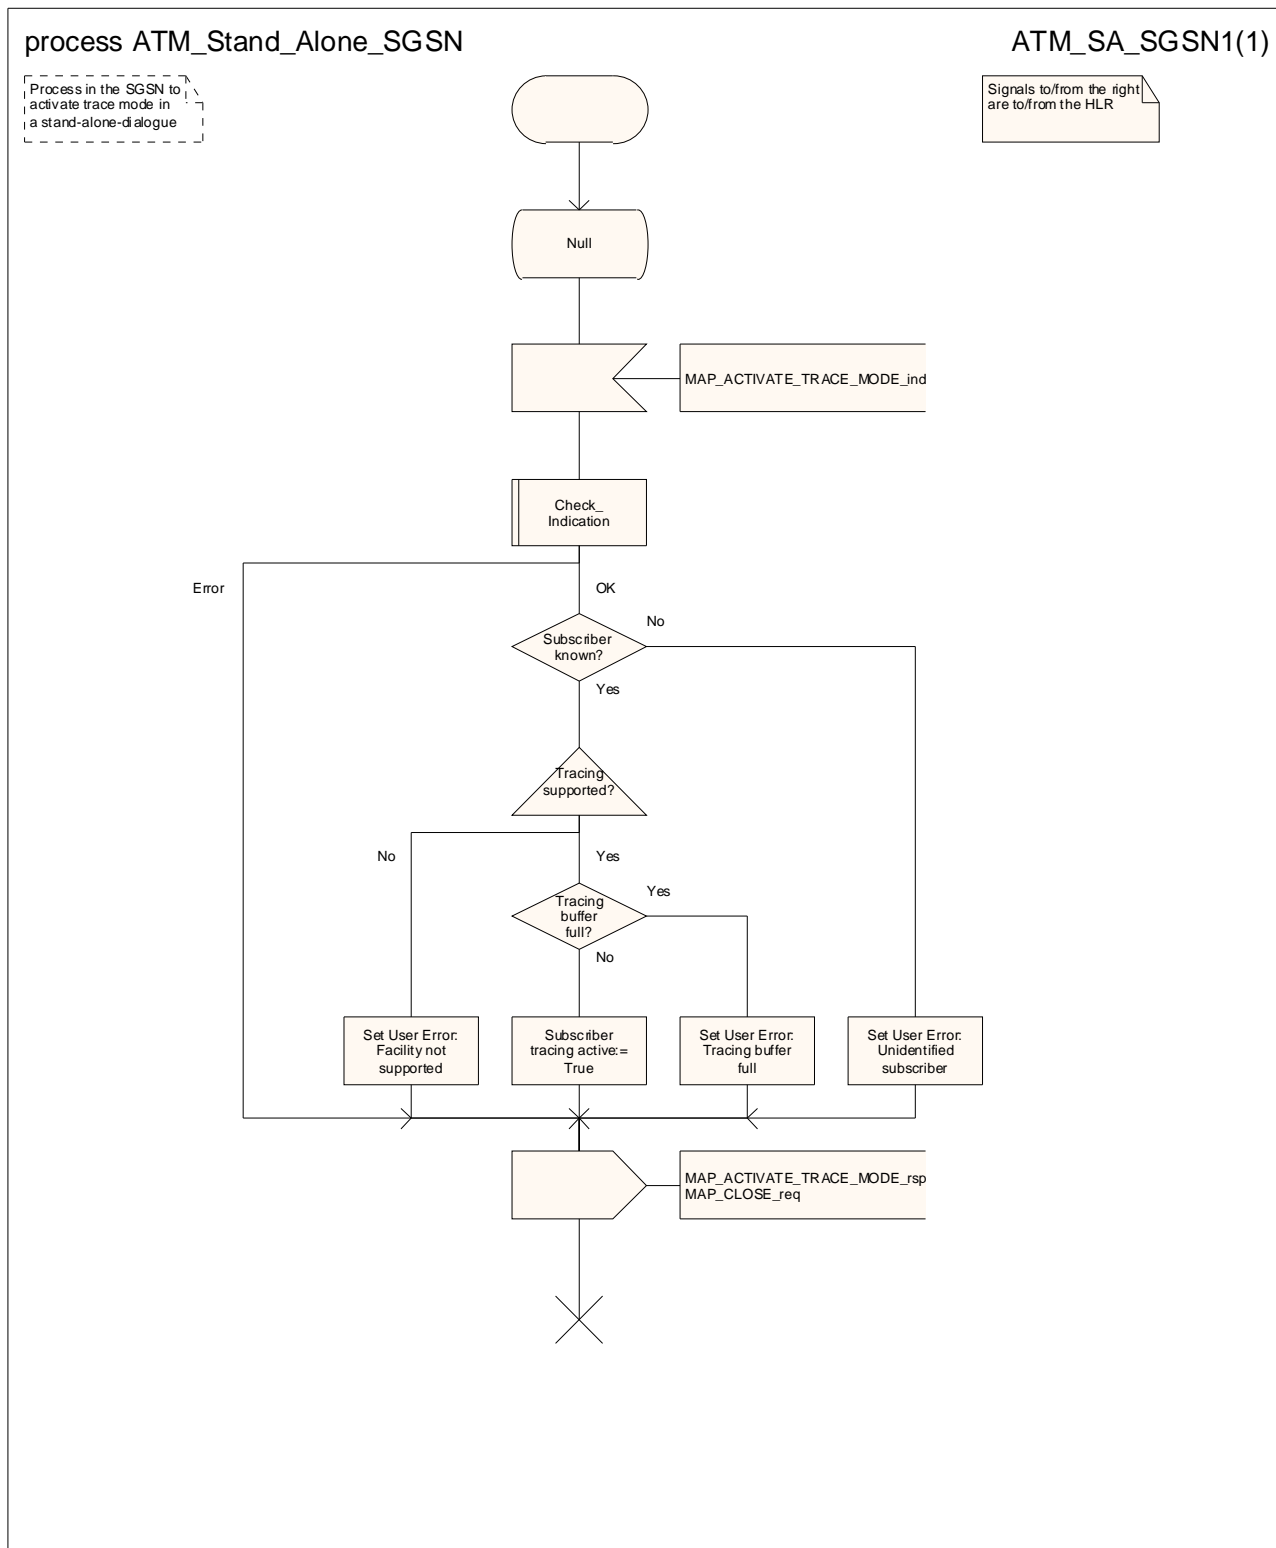 process ATM_Stand_Alone_SGSN
ATM_SA_SGSN1(1)
Process in the SGSN to
activate trace mode in
a stand-alone-dialogue
Signals to/from the right
are to/from the HLR
Null
MAP_ACTIVATE_TRACE_MODE_ind
Check_
Indication
Error
OK
Subscriber
known?
No
Yes
Tracing
supported?
No
Yes
Tracing
buffer
full?
Yes
No
Set User Error:
Facility not
supported
Subscriber
tracing active:=
True
Set User Error:
Tracing buffer
full
Set User Error:
Unidentified
subscriber
MAP_ACTIVATE_TRACE_MODE_rsp
MAP_CLOSE_req